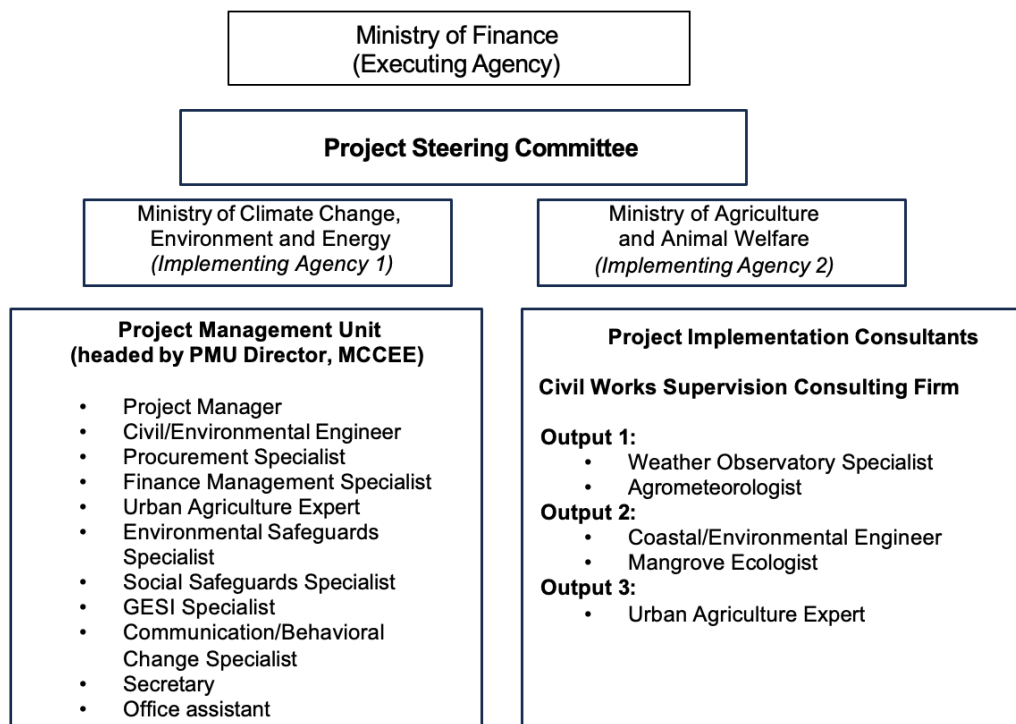 Ministry of Finance
(Executing Agency)
Project Steering Committee
Ministry of Climate Change,
Environment and Energy
(Implementing Agency 1)
Ministry of Agriculture
and Animal Welfare
(Implementing Agency 2)
Project Management Unit
(headed by PMU Director, MCCEE)
• Project Manager
• Civil/Environmental Engineer
• Procurement Specialist
• Finance Management Specialist
• Urban Agriculture Expert
• Environmental Safeguards
Specialist
• Social Safeguards Specialist
• GESI Specialist
• Communication/Behavioral
Change Specialist
• Secretary
• Office assistant
Project Implementation Consultants
Civil Works Supervision Consulting Firm
Output 1:
• Weather Observatory Specialist
• Agrometeorologist
Output 2:
• Coastal/Environmental Engineer
• Mangrove Ecologist
Output 3:
• Urban Agriculture Expert